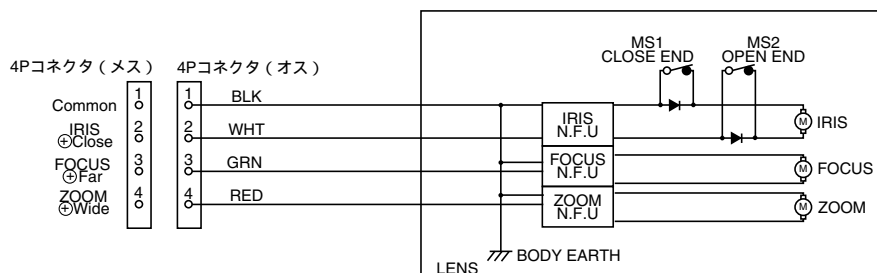 MS1
CLOSE END
MS2
OPEN END
4Pコネクタ(メス)
4Pコネクタ(オス)
Common
1
1
BLK
IRIS
⊕Close
2
2
WHT
FOCUS
⊕Far
3
3
GRN
ZOOM
⊕Wide
4
4
RED
IRIS
N.F.U
FOCUS
N.F.U
ZOOM
N.F.U
M
IRIS
M
FOCUS
M
ZOOM
BODY EARTH
LENS